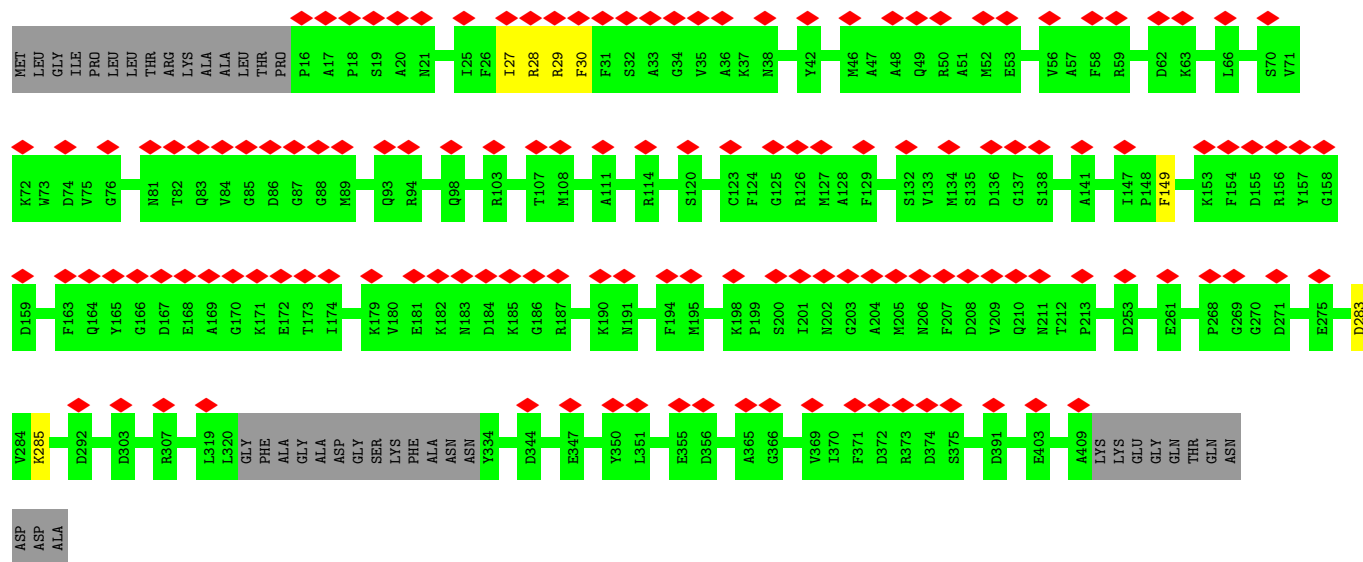 MET LEU GLY ILE PRO LEU LEU THR ARG LYS ALA ALA LEU THR PRO P16 A17 P18 S19 A20 N21 I25 F26 I27 R28 R29 F30 F31 S32 A33 G34 V35 A36 K37 N38 Y42 M46 A47 A48 Q49 R50 A51 M52 E53 V56 A57 F58 R59 D62 K63 L66 S70 V71
K72 W73 D74 V75 G76 N81 T82 Q83 V84 G85 D86 G87 G88 M89 Q93 R94 Q98 R103 T107 M108 A111 R114 S120 C123 F124 G125 R126 M127 A128 F129 S132 V133 M134 S135 D136 G137 S138 A141 I147 P148 F149 K153 F154 D155 R156 Y157 G158
D159 F163 Q164 Y165 G166 D167 E168 A169 G170 K171 E172 T173 I174 K179 V180 E181 K182 N183 D184 K185 G186 R187 K190 N191 F194 M195 K198 P199 S200 I201 N202 G203 A204 M205 N206 F207 D208 V209 Q210 N211 T212 P213 D253 E261 P268 G269 G270 D271 E275 D283
V284 K285 D292 D303 R307 L319 L320 GLY PHE ALA GLY ALA ASP GLY SER LYS PHE ALA ASN ASN Y334 D344 E347 Y350 L351 E355 D356 A365 G366 V369 I370 F371 D372 R373 D374 S375 D391 E403 A409 LYS LYS GLU GLY GLN THR GLN ASN
ASP ASP ALA